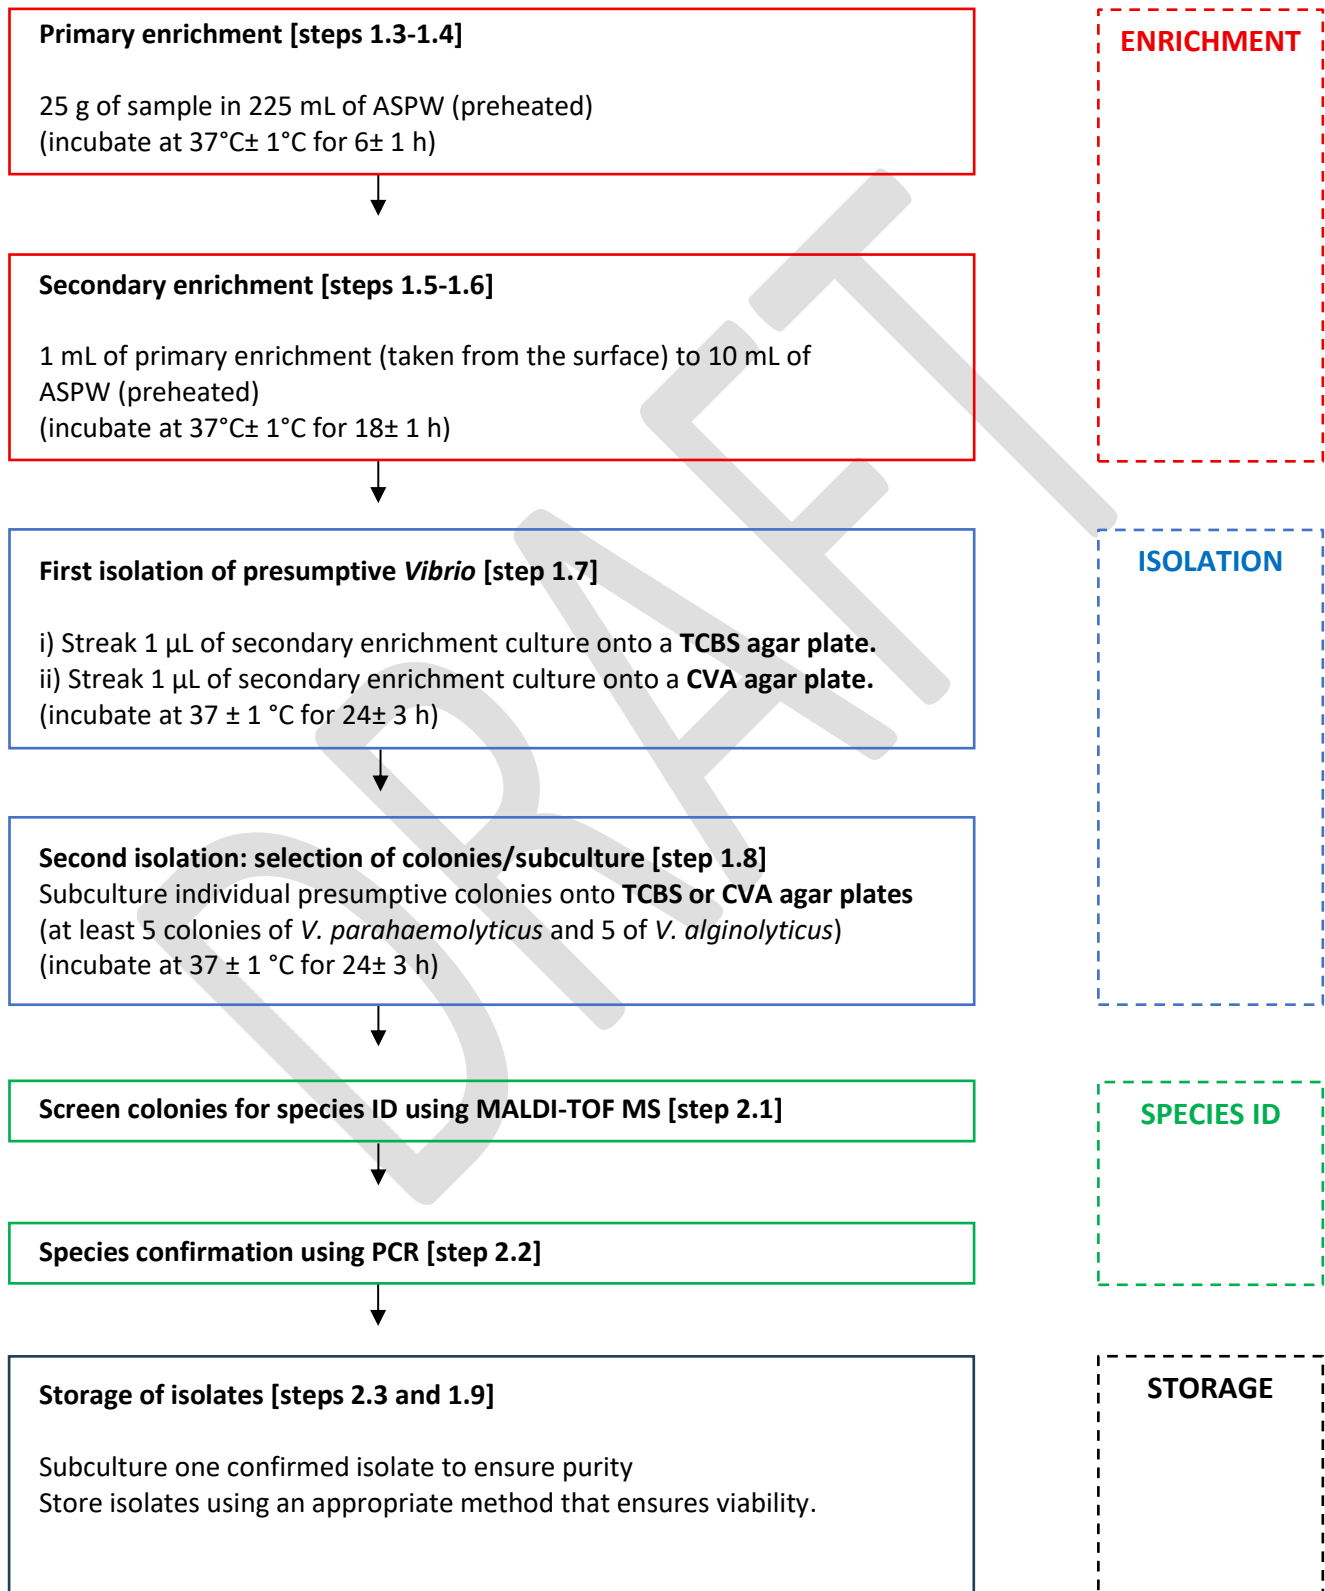 Primary enrichment [steps 1.3-1.4]
25 g of sample in 225 mL of ASPW (preheated)
(incubate at 37°C± 1°C for 6± 1 h)
ENRICHMENT
Secondary enrichment [steps 1.5-1.6]
1 mL of primary enrichment (taken from the surface) to 10 mL of
ASPW (preheated)
(incubate at 37°C± 1°C for 18± 1 h)
First isolation of presumptive Vibrio [step 1.7]
i) Streak 1 µL of secondary enrichment culture onto a TCBS agar plate.
ii) Streak 1 µL of secondary enrichment culture onto a CVA agar plate.
(incubate at 37 ± 1 °C for 24± 3 h)
ISOLATION
Second isolation: selection of colonies/subculture [step 1.8]
Subculture individual presumptive colonies onto TCBS or CVA agar plates
(at least 5 colonies of V. parahaemolyticus and 5 of V. alginolyticus)
(incubate at 37 ± 1 °C for 24± 3 h)
Screen colonies for species ID using MALDI-TOF MS [step 2.1]
SPECIES ID
Species confirmation using PCR [step 2.2]
Storage of isolates [steps 2.3 and 1.9]
Subculture one confirmed isolate to ensure purity
Store isolates using an appropriate method that ensures viability.
STORAGE
DRAFT